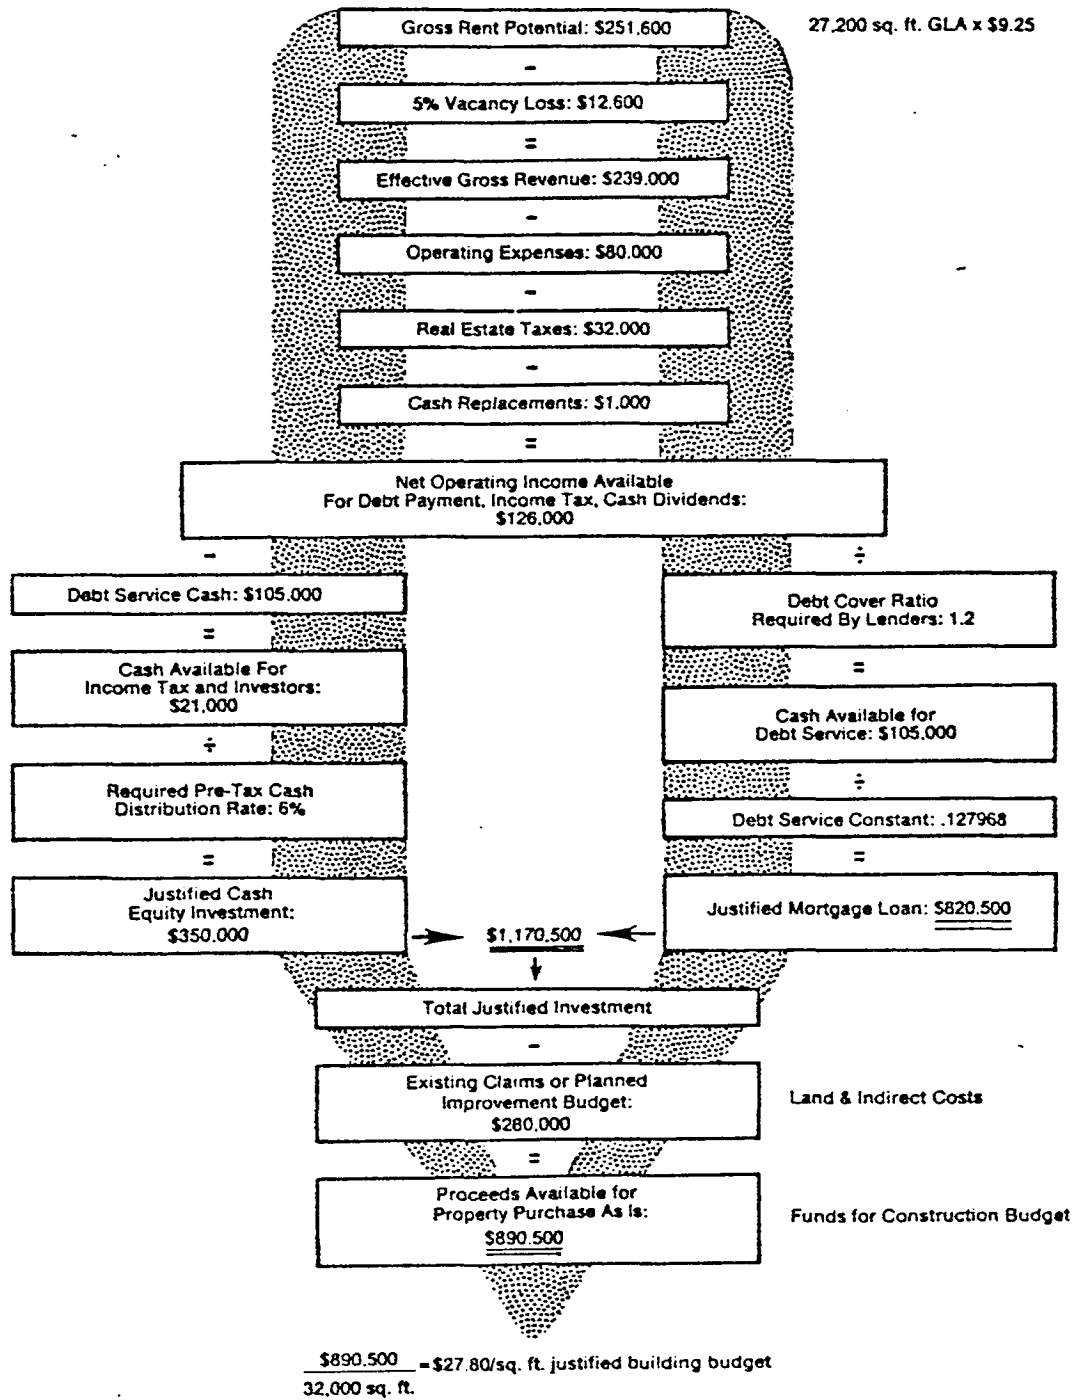 Gross Rent Potential: $251,600
27,200 sq. ft. GLA x $9.25
-
5% Vacancy Loss: $12.600
=
Effective Gross Revenue: $239.000
-
Operating Expenses: $80.000
-
Real Estate Taxes: $32.000
-
Cash Replacements: $1.000
=
Net Operating Income Available
For Debt Payment, Income Tax, Cash Dividends:
$126,000
-
Debt Service Cash: $105.000
=
Cash Available For
Income Tax and Investors:
$21,000
÷
Required Pre-Tax Cash
Distribution Rate: 6%
=
Justified Cash
Equity Investment:
$350,000
÷
Debt Cover Ratio
Required By Lenders: 1.2
=
Cash Available for
Debt Service: $105,000
÷
Debt Service Constant: .127968
=
Justified Mortgage Loan: $820,500
$1,170,500
Total Justified Investment
-
Existing Claims or Planned
Improvement Budget:
$280,000
Land & Indirect Costs
=
Proceeds Available for
Property Purchase As Is:
$890.500
Funds for Construction Budget
$890.500
= $27.80/sq. ft. justified building budget
32,000 sq. ft.